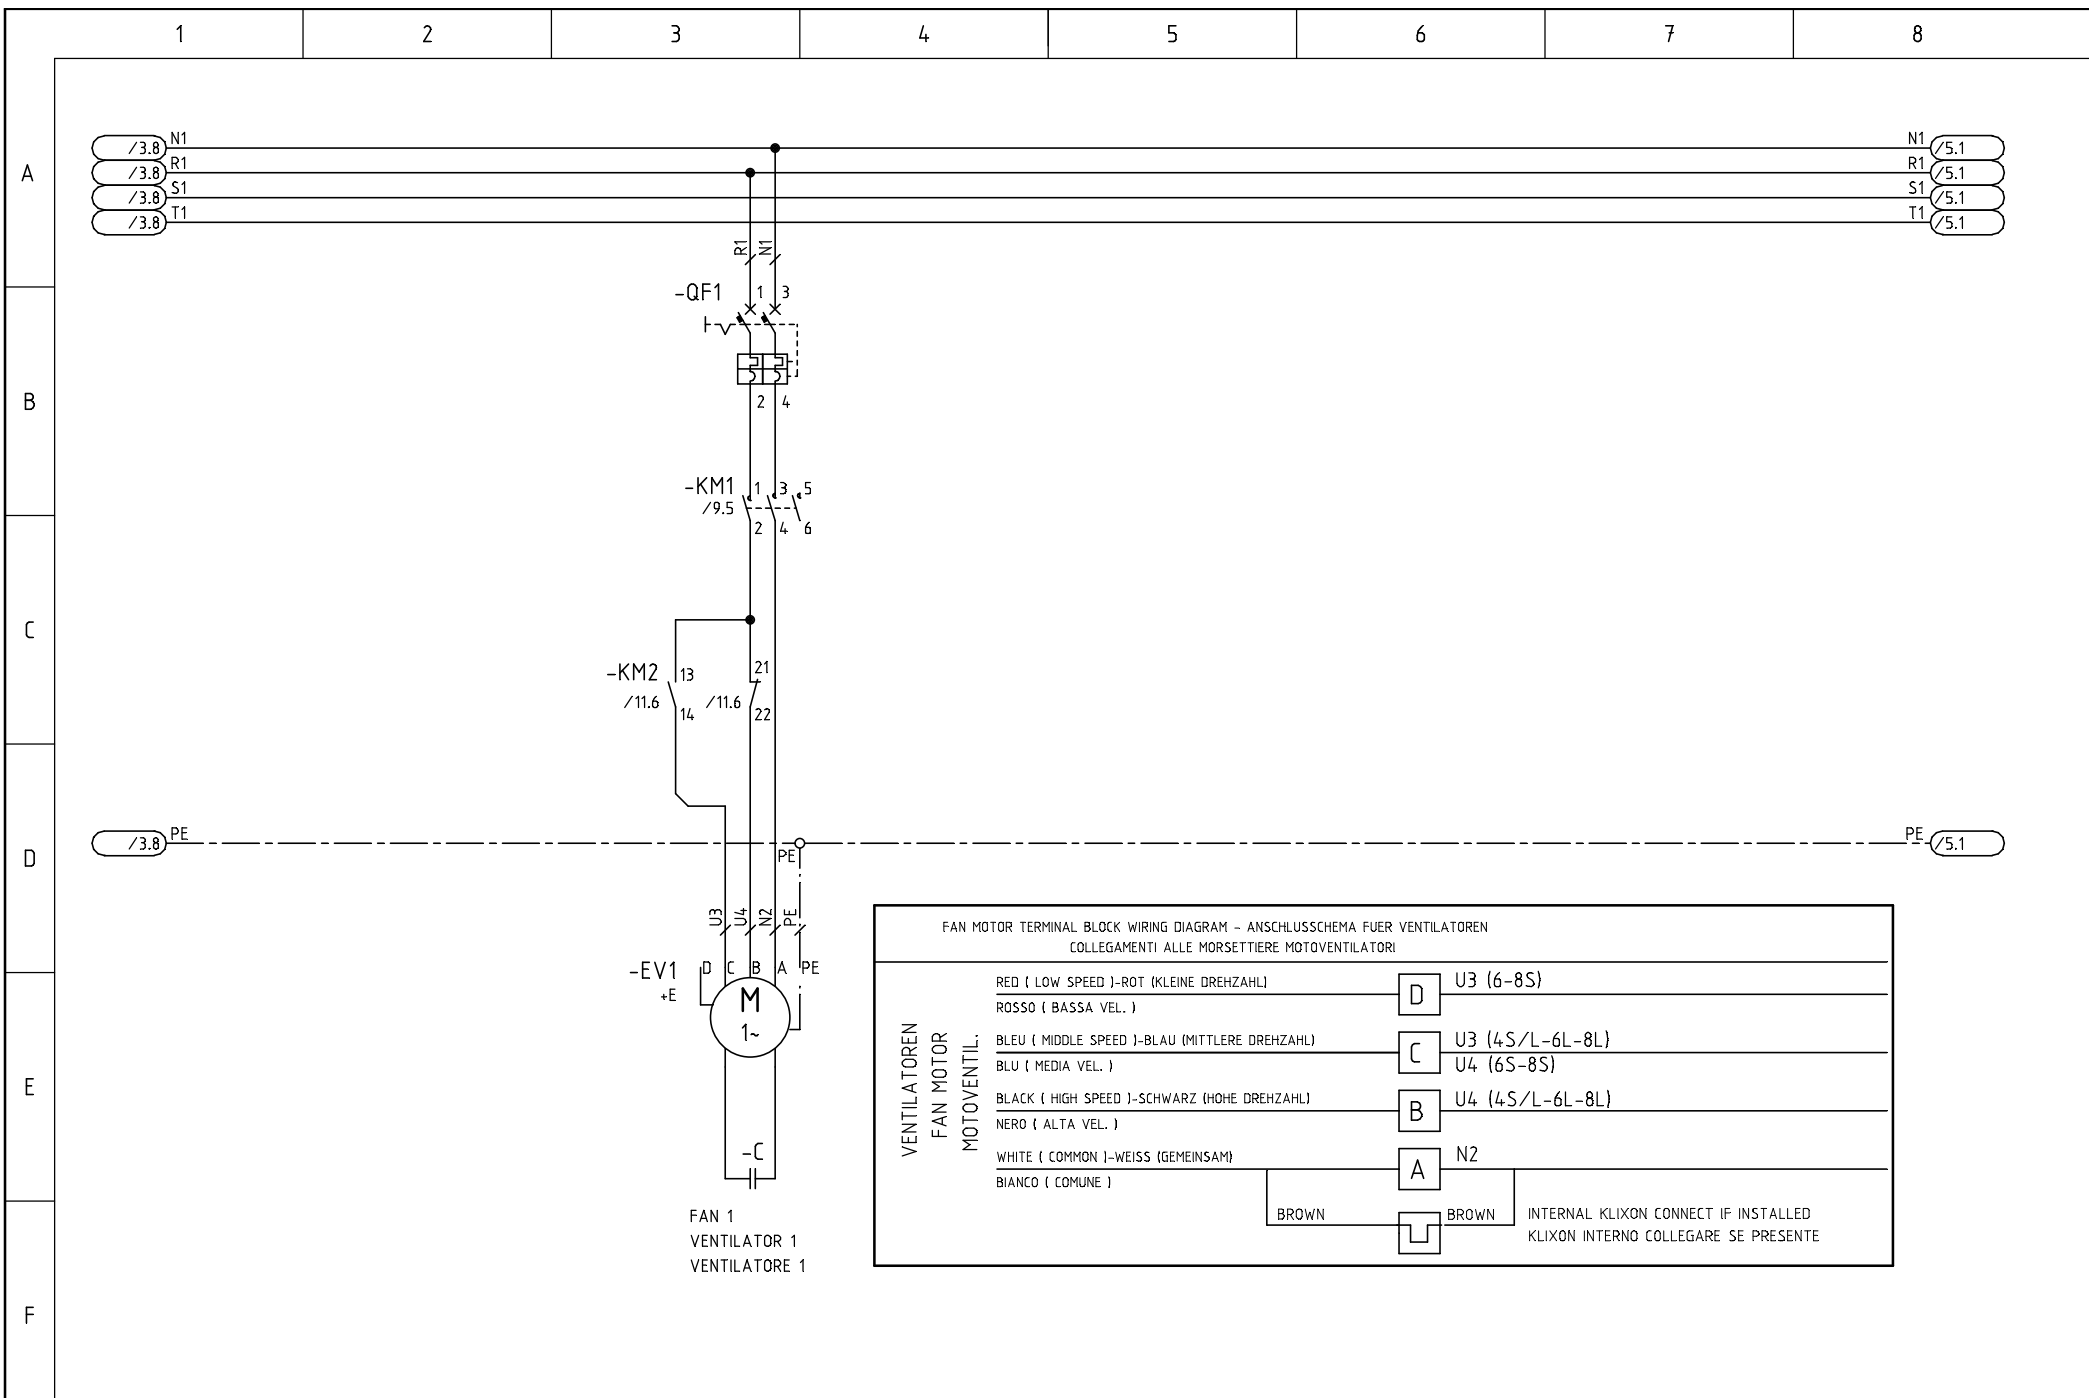 1 2 3 4 5 6 7 8
A
B
C
D
E
F
/3.8 N1
/3.8 R1
/3.8 S1
/3.8 T1
N1 /5.1
R1 /5.1
S1 /5.1
T1 /5.1
R1 N1
-QF1 1 3
2 4
-KM1 1 3 5
/9.5
2 4 6
-KM2 13 21
/11.6 /11.6
14 22
/3.8 PE
PE /5.1
PE
U3 U4 N2 PE
-EV1 D C B A PE
+E
M
1~
-C
FAN 1
VENTILATOR 1
VENTILATORE 1
FAN MOTOR TERMINAL BLOCK WIRING DIAGRAM - ANSCHLUSSCHEMA FUER VENTILATOREN
COLLEGAMENTI ALLE MORSETTIERE MOTOVENTILATORI
VENTILATOREN
FAN MOTOR
MOTOVENTIL.
RED ( LOW SPEED )-ROT (KLEINE DREHZAHL) D U3 (6-8S)
ROSSO ( BASSA VEL. )
BLEU ( MIDDLE SPEED )-BLAU (MITTLERE DREHZAHL) C U3 (4S/L-6L-8L)
BLU ( MEDIA VEL. ) U4 (6S-8S)
BLACK ( HIGH SPEED )-SCHWARZ (HOHE DREHZAHL) B U4 (4S/L-6L-8L)
NERO ( ALTA VEL. )
WHITE ( COMMON )-WEISS (GEMEINSAM) A N2
BIANCO ( COMUNE )
BROWN BROWN INTERNAL KLIXON CONNECT IF INSTALLED
KLIXON INTERNO COLLEGARE SE PRESENTE